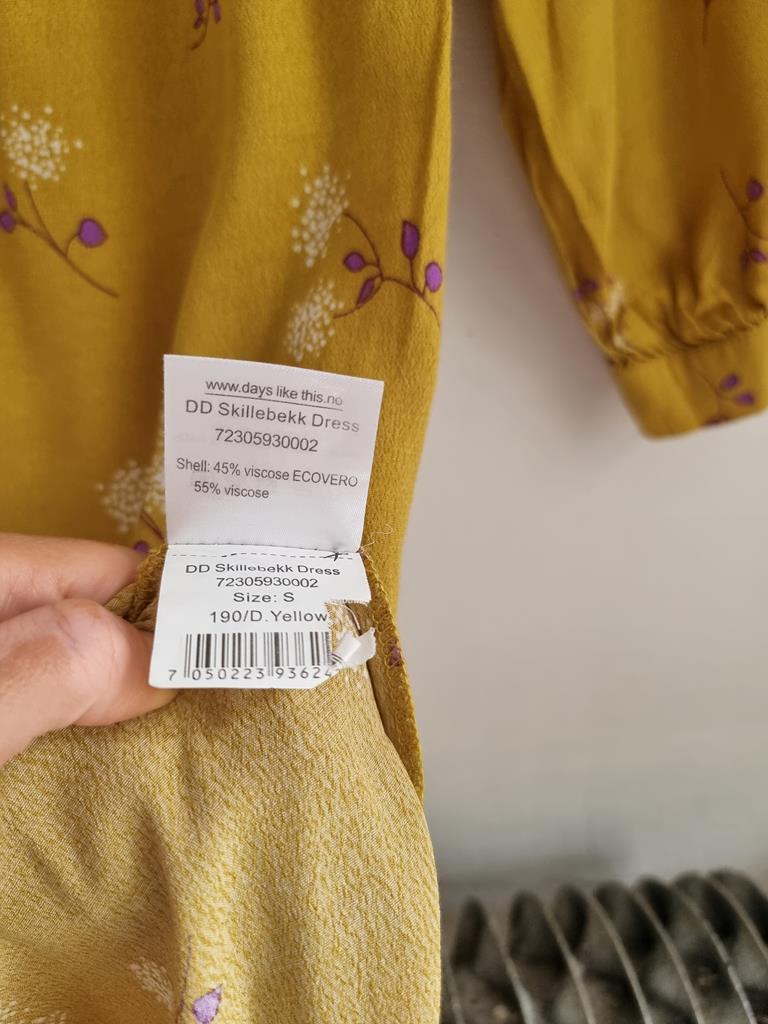 www.days like this.no
DD Skillebekk Dress
72305930002
Shell: 45% viscose ECOVERO
55% viscose
DD Skillebekk Dress
72305930002
Size: S
190/D.Yellow
7 050223 93624